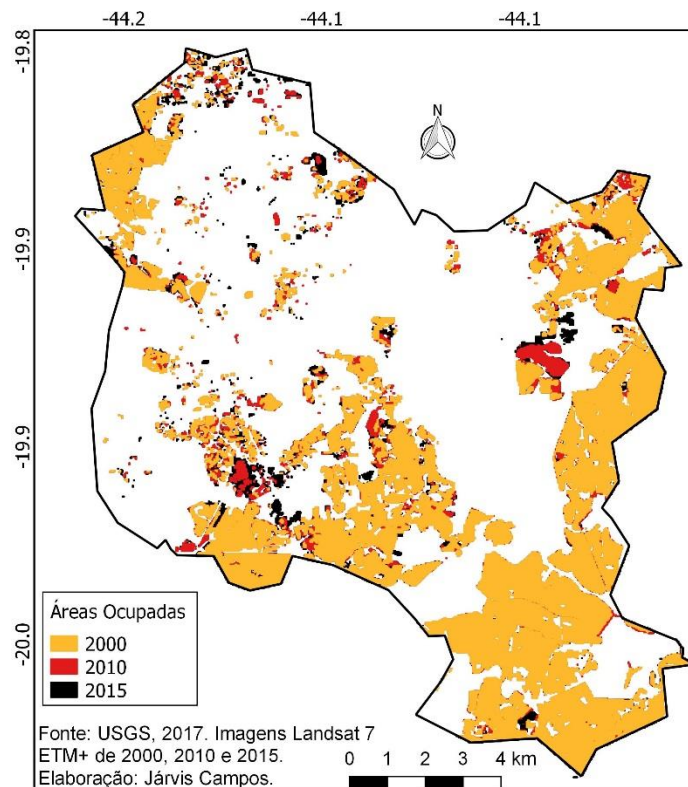 -44.2 -44.1 -44.1
-19.8
N
-19.9
-19.9
-20.0
Áreas Ocupadas
2000
2010
2015
Fonte: USGS, 2017. Imagens Landsat 7
ETM+ de 2000, 2010 e 2015.
Elaboração: Járvis Campos.
0 1 2 3 4 km